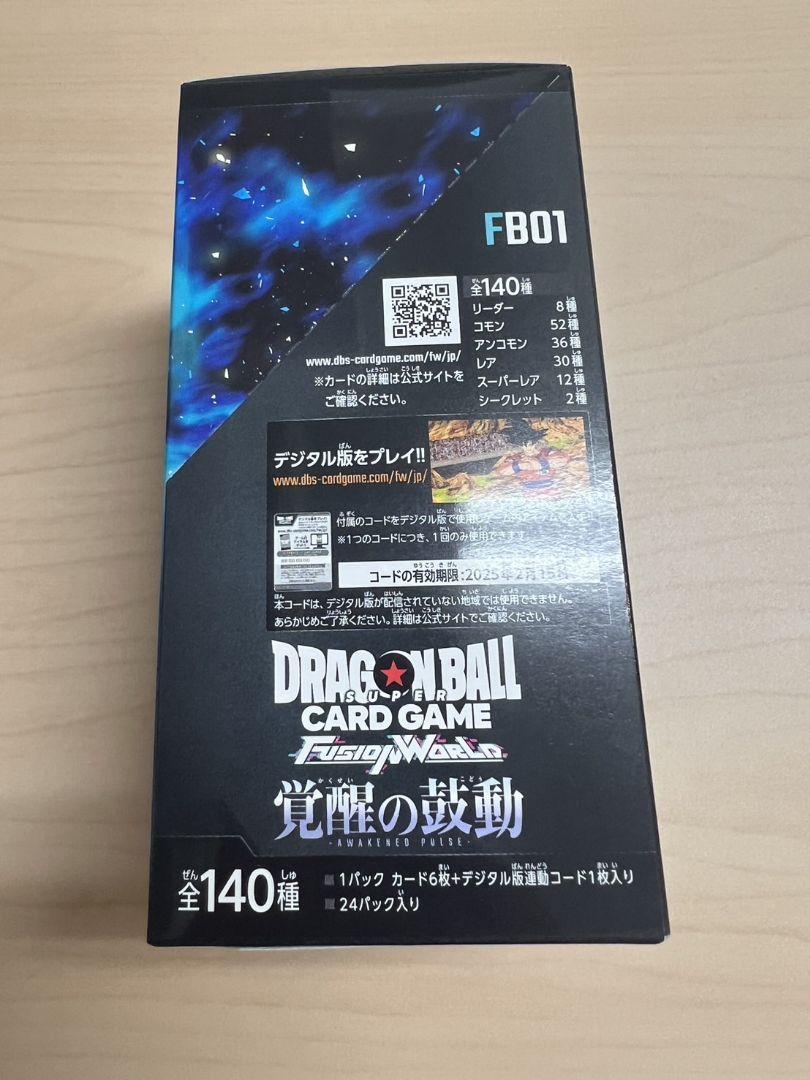 FB01
全140種
リーダー 8種
コモン 52種
アンコモン 36種
レア 30種
スーパーレア 12種
シークレット 2種
www.dbs-cardgame.com/fw/jp/
※カードの詳細は公式サイトを
ご確認ください。
デジタル版をプレイ!!
www.dbs-cardgame.com/fw/jp/
付属のコードをデジタル版で使用し
※1つのコードにつき、1回のみ使用できます。
コードの有効期限:2025年2月15日
本コードは、デジタル版が配信されていない地域では使用できません。
あらかじめご了承ください。詳細は公式サイトでご確認ください。
DRAGON BALL
SUPER
CARD GAME
FUSION WORLD
覚醒の鼓動
-AWAKENED PULSE-
全140種
1パック カード6枚+デジタル版連動コード1枚入り
24パック入り